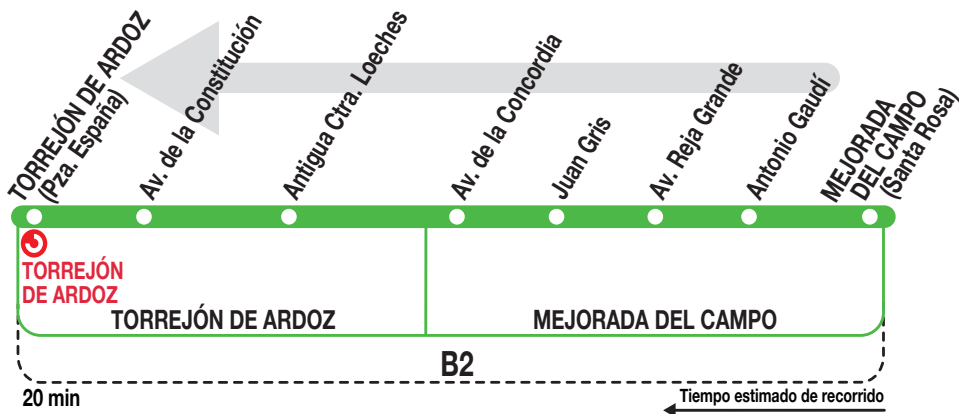 TORREJÓN DE ARDOZ
(Pza. España)
Av. de la Constitución
Antigua Ctra. Loeches
Av. de la Concordia
Juan Gris
Av. Reja Grande
Antonio Gaudí
MEJORADA
DEL CAMPO
(Santa Rosa)
TORREJÓN
DE ARDOZ
TORREJÓN DE ARDOZ
MEJORADA DEL CAMPO
B2
20 min
Tiempo estimado de recorrido